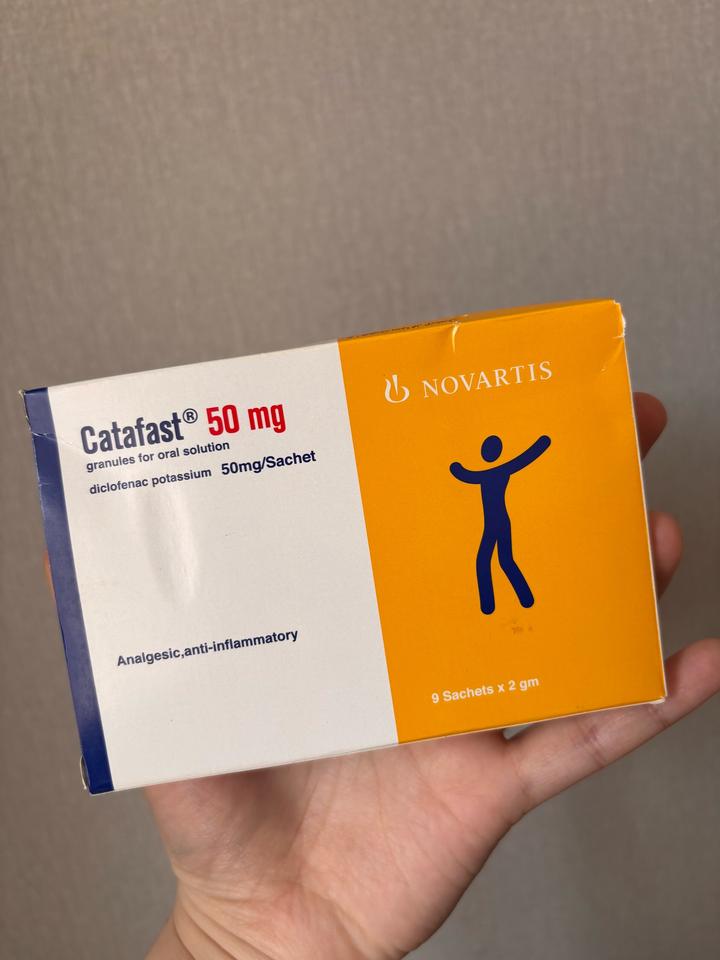 Catafast® 50 mg
granules for oral solution
diclofenac potassium 50mg/Sachet
Analgesic,anti-inflammatory
NOVARTIS
9 Sachets x 2 gm